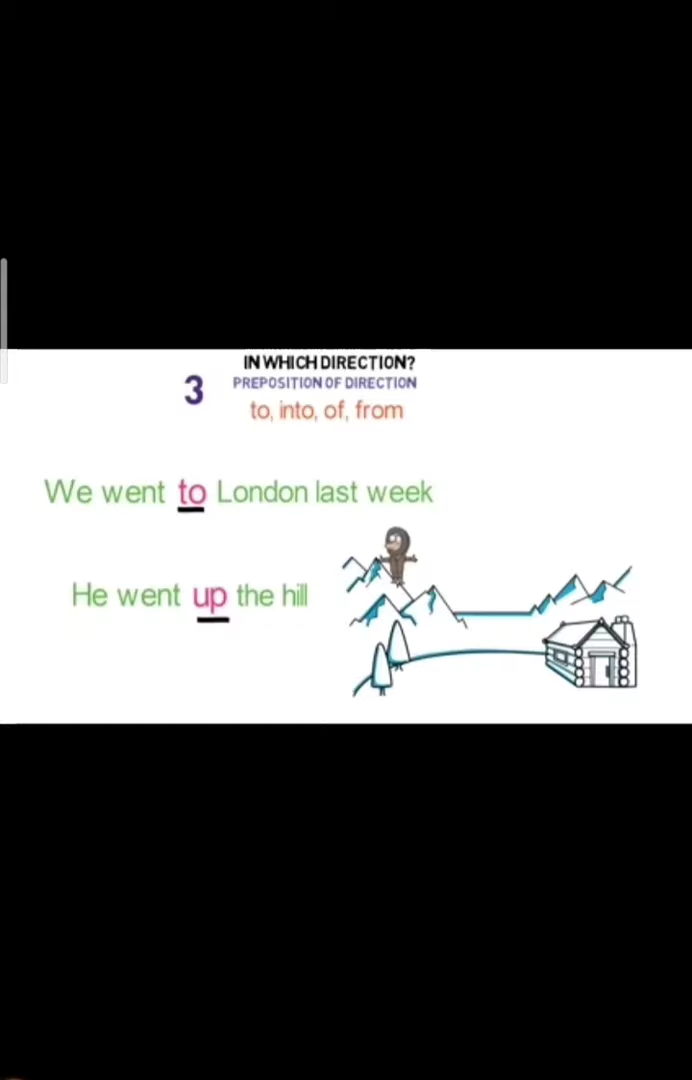 IN WHICH DIRECTION?
3
PREPOSITION OF DIRECTION
to, into, of, from
We went to London last week
He went up the hill